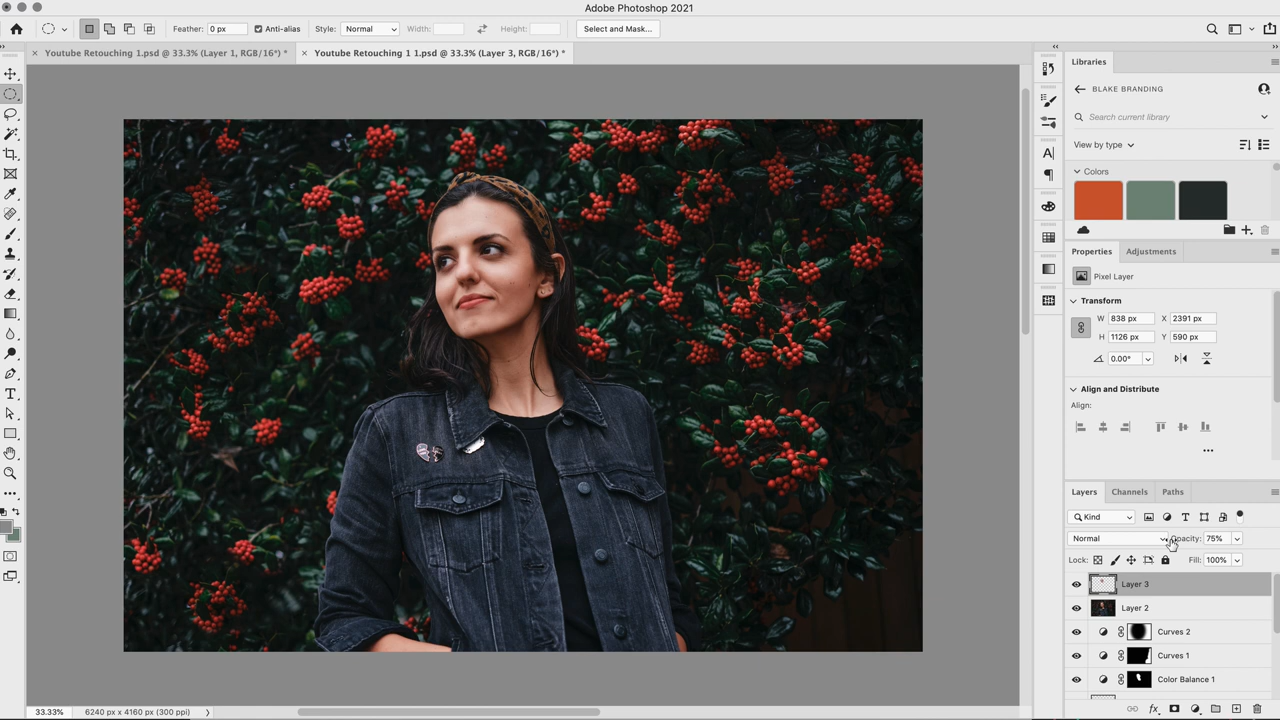 Adobe Photoshop 2021
Feather: 0 px Anti-alias Style: Normal Width: Height: Select and Mask...
Youtube Retouching 1.psd @ 33.3% (Layer 1, RGB/16*) *
Youtube Retouching 1 1.psd @ 33.3% (Layer 3, RGB/16*) *
Libraries
BLAKE BRANDING
Search current library
View by type
Colors
Properties Adjustments
Pixel Layer
Transform
W 838 px X 2391 px
H 1126 px Y 590 px
0.00°
Align and Distribute
Align:
Layers Channels Paths
Kind
Normal Opacity: 75%
Lock: Fill: 100%
Layer 3
Layer 2
Curves 2
Curves 1
Color Balance 1
33.33% 6240 px x 4160 px (300 ppi)